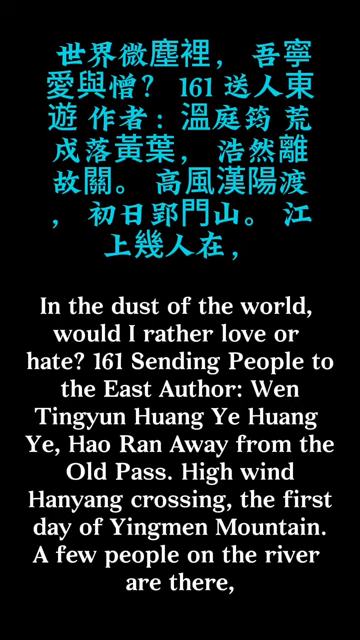 世界微塵裡， 吾寧
愛與憎？ 161 送人東
遊 作者：溫庭筠 荒
戍落黃葉， 浩然離
故關。 高風漢陽渡
， 初日郢門山。 江
上幾人在，
In the dust of the world,
would I rather love or
hate? 161 Sending People to
the East Author: Wen
Tingyun Huang Ye Huang
Ye, Hao Ran Away from the
Old Pass. High wind
Hanyang crossing, the first
day of Yingmen Mountain.
A few people on the river
are there,